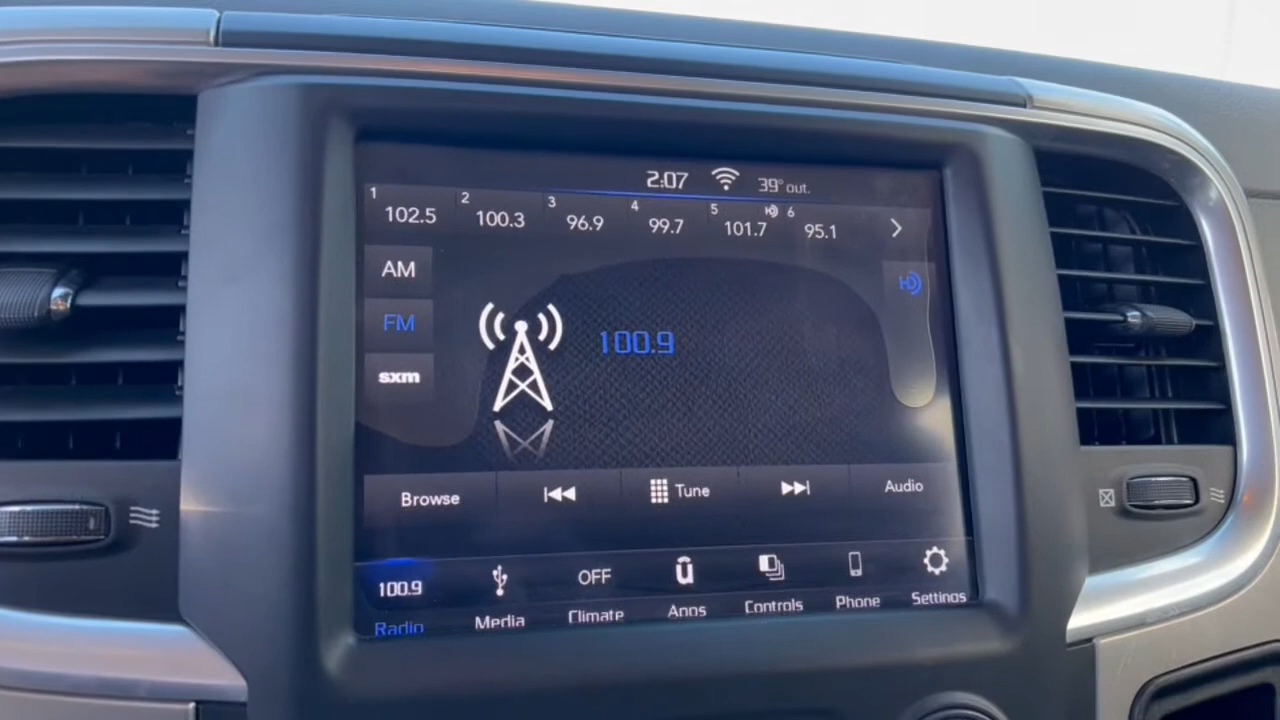 2:07 39° out.
1 102.5 2 100.3 3 96.9 4 99.7 5 101.7 HD 6 95.1
AM
HD
FM
100.9
sxm
Browse Tune Audio
100.9 OFF
Radio Media Climate Apps Controls Phone Settings